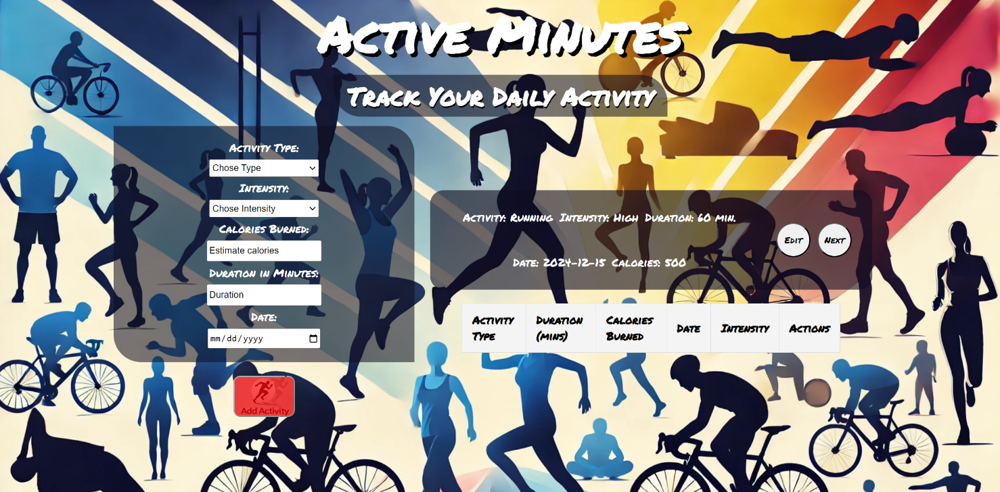 Active Minutes
Track Your Daily Activity
Activity Type:
Chose Type
Intensity:
Chose Intensity
Calories Burned:
Estimate calories
Duration in Minutes:
Duration
Date:
mm/dd/yyyy
Add Activity
Activity: Running Intensity: High Duration: 60 min.
Date: 2024-12-15 Calories: 500
Edit Next
Activity Type Duration (mins) Calories Burned Date Intensity Actions